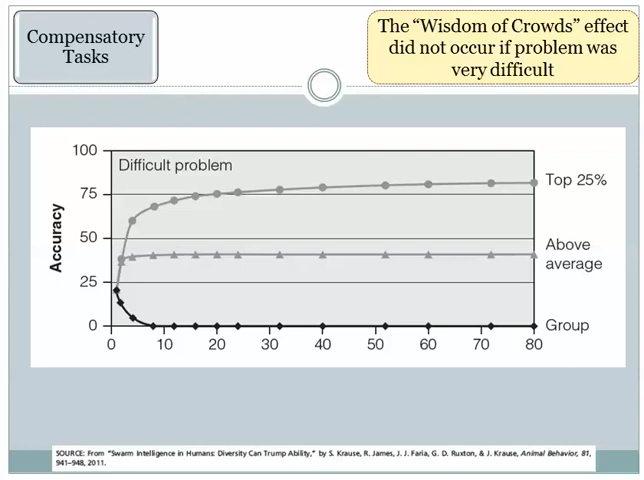 Compensatory
Tasks
The “Wisdom of Crowds” effect
did not occur if problem was
very difficult
100
Difficult problem
Top 25%
75
Accuracy
50
Above
average
25
0
Group
0 10 20 30 40 50 60 70 80
SOURCE: From “Swarm Intelligence in Humans: Diversity Can Trump Ability,” by S. Krause, R. James, J. J. Faria, G. D. Ruxton, & J. Krause, Animal Behavior, 81,
941–948, 2011.